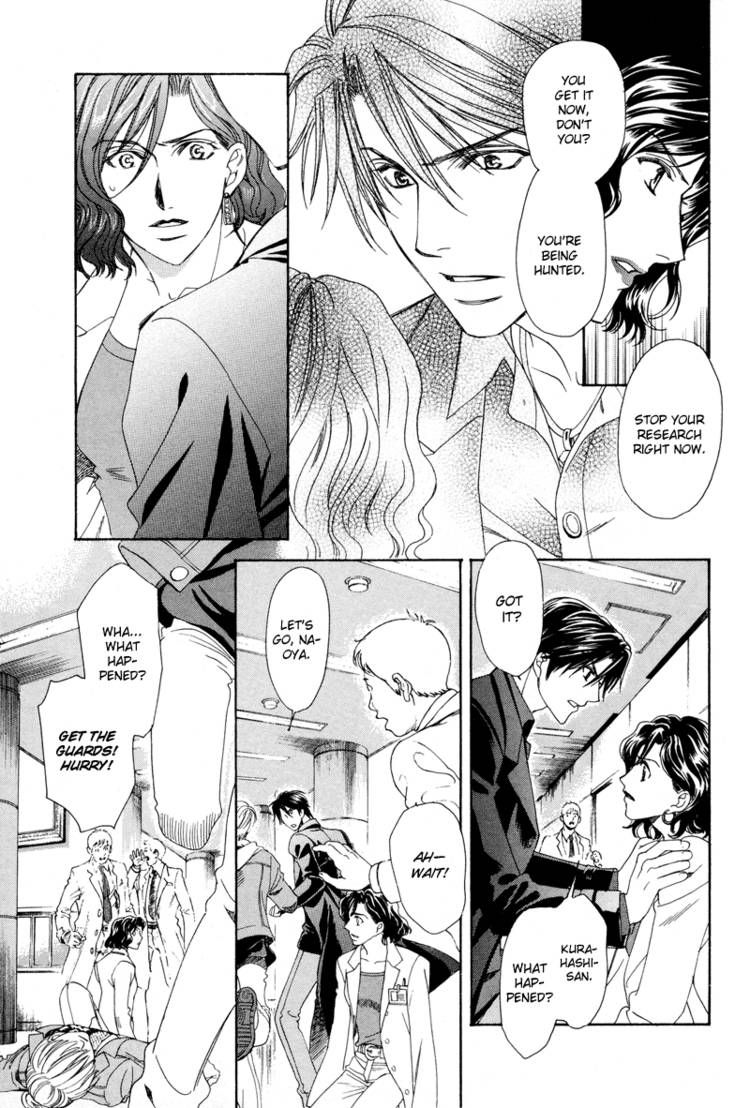 YOU
GET IT
NOW,
DON'T
YOU?
YOU'RE
BEING
HUNTED.
STOP YOUR
RESEARCH
RIGHT NOW.
GOT
IT?
KURA-
HASHI-
SAN.
WHAT
HAP-
PENED?
LET'S
GO, NA-
OYA.
AH—
WAIT!
WHA...
WHAT
HAP-
PENED?
GET THE
GUARDS!
HURRY!